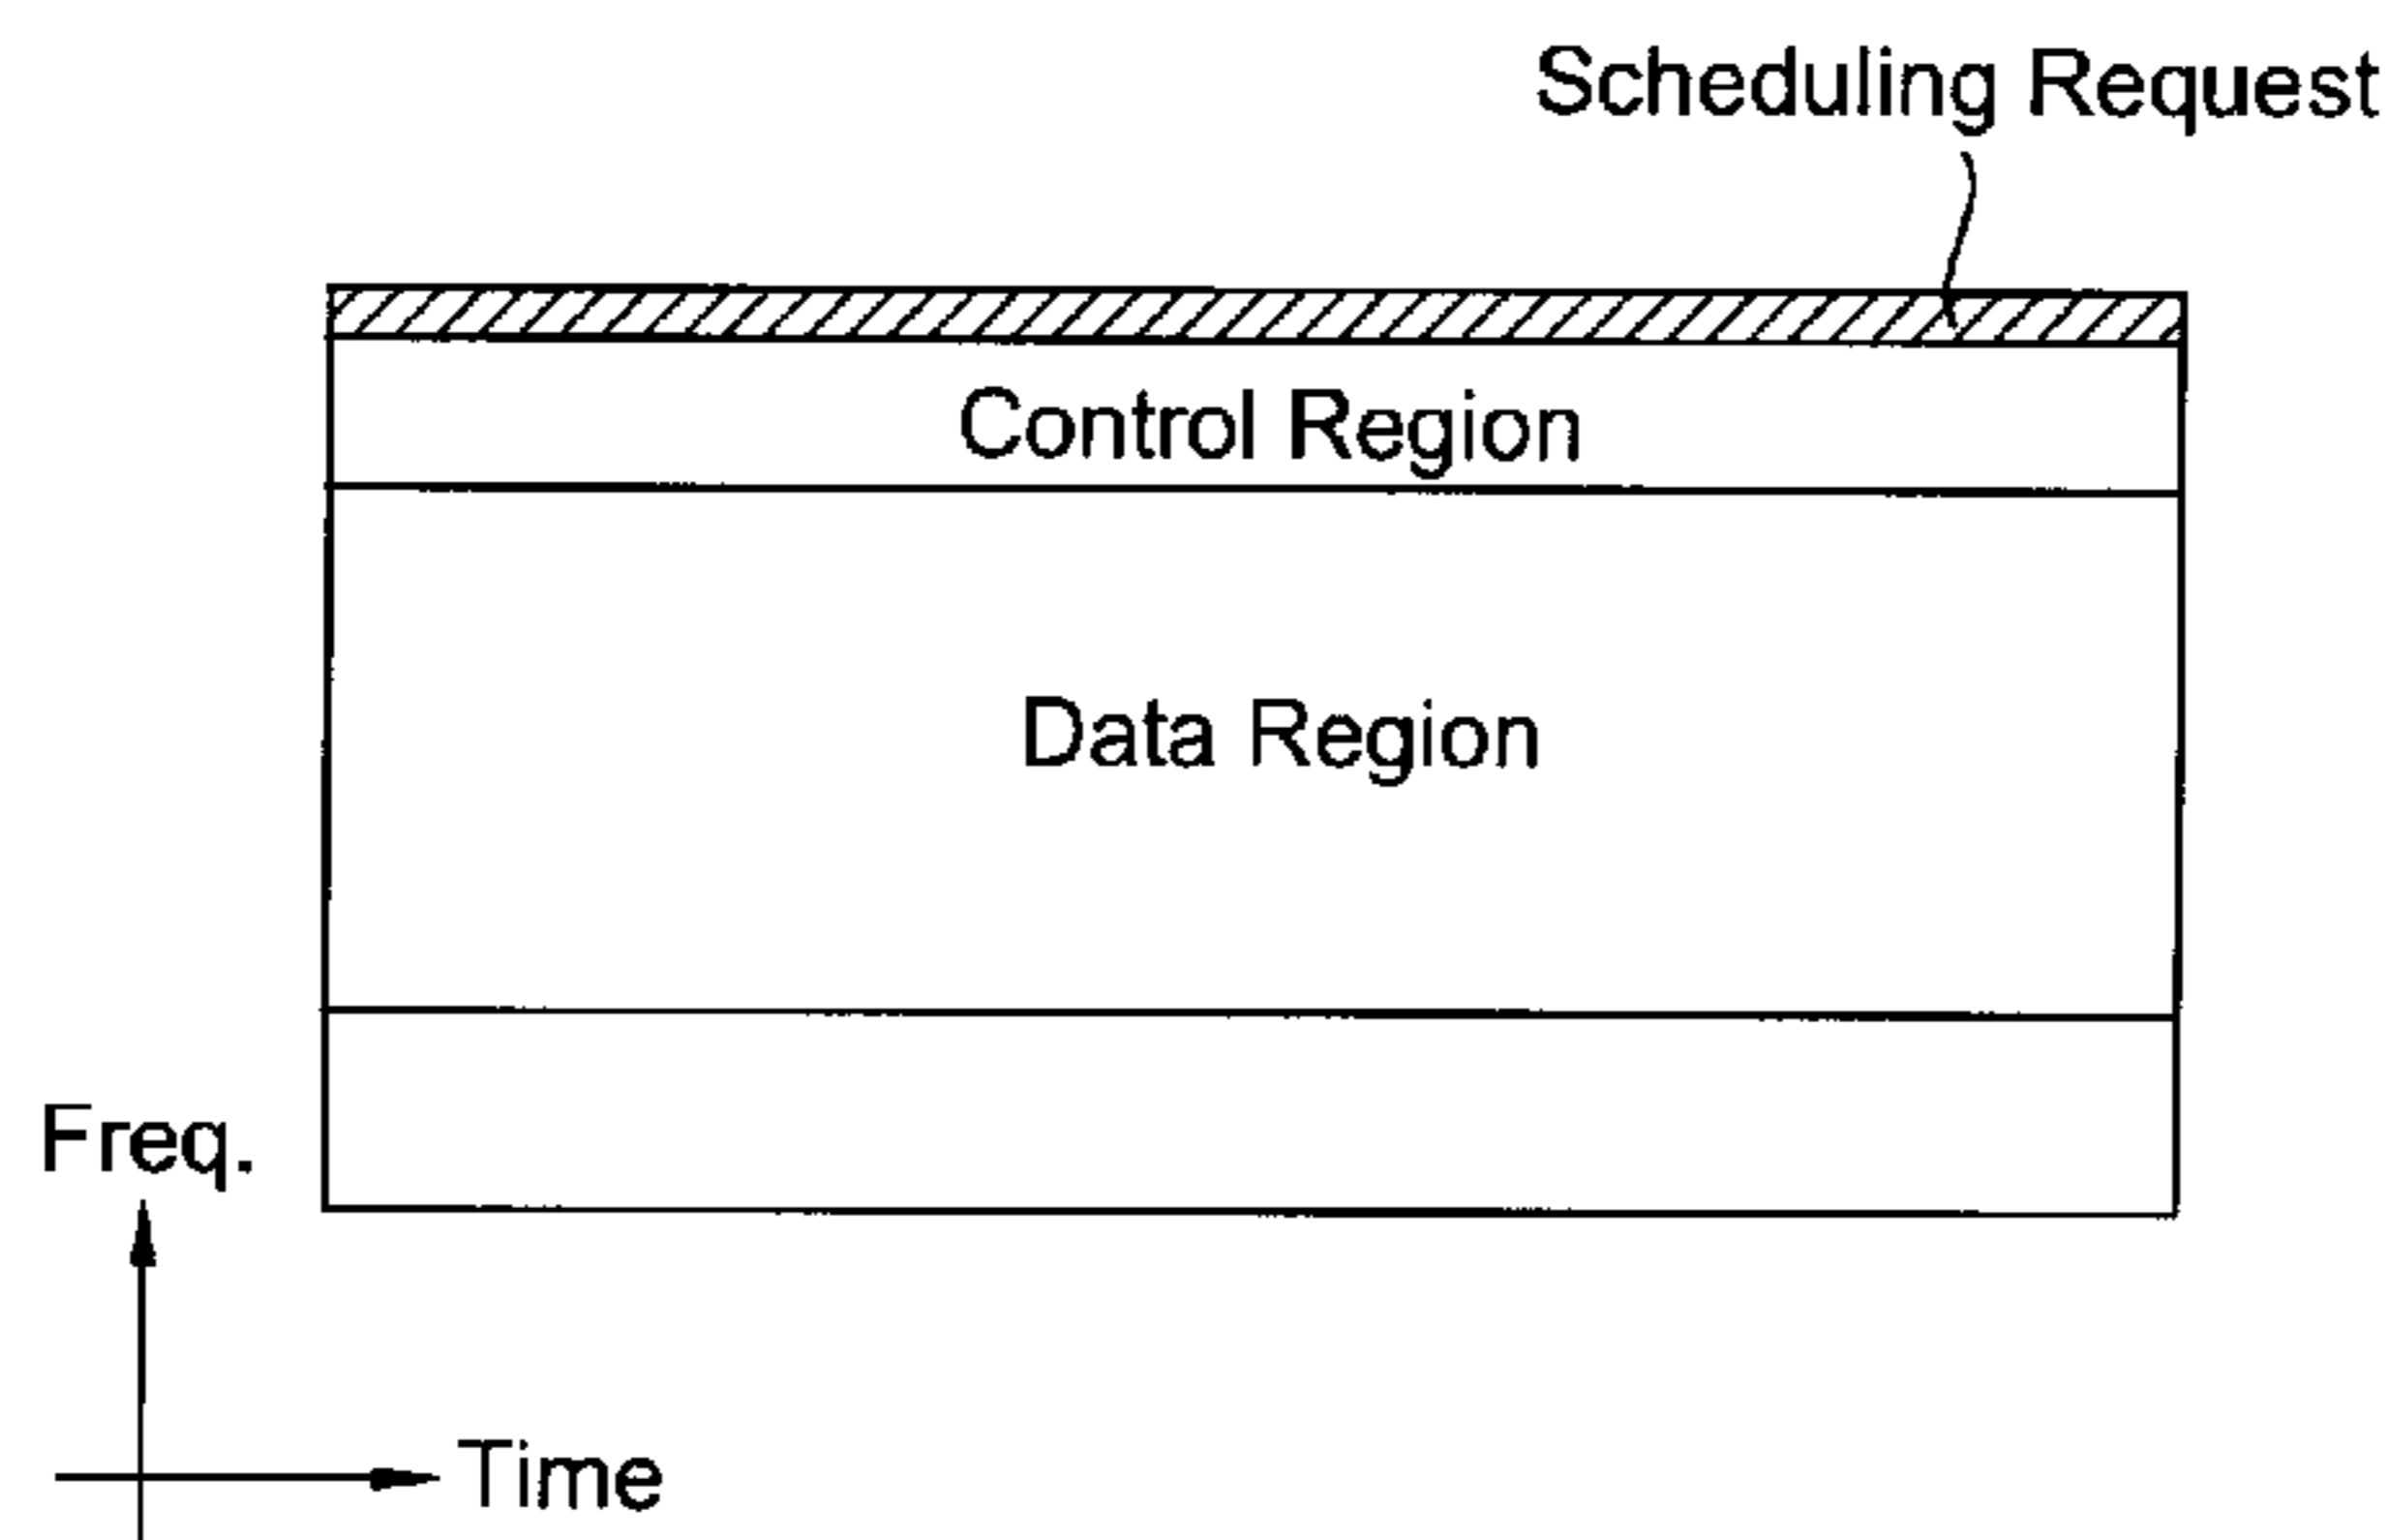 Scheduling Request
Control Region
Data Region
Freq.
Time